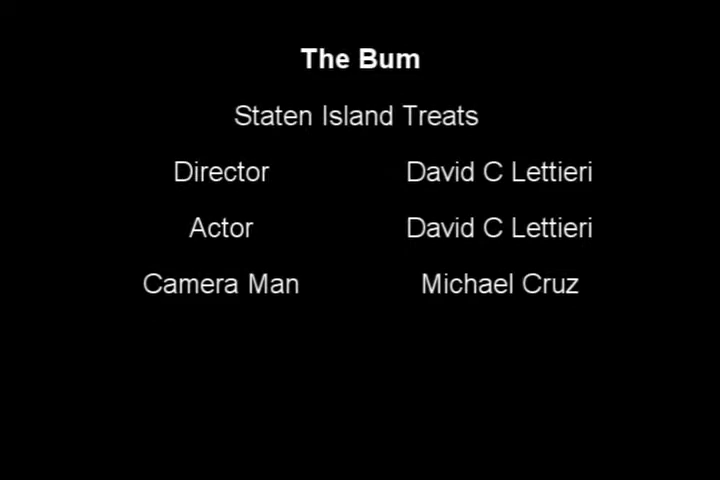 The Bum
Staten Island Treats
Director David C Lettieri
Actor David C Lettieri
Camera Man Michael Cruz